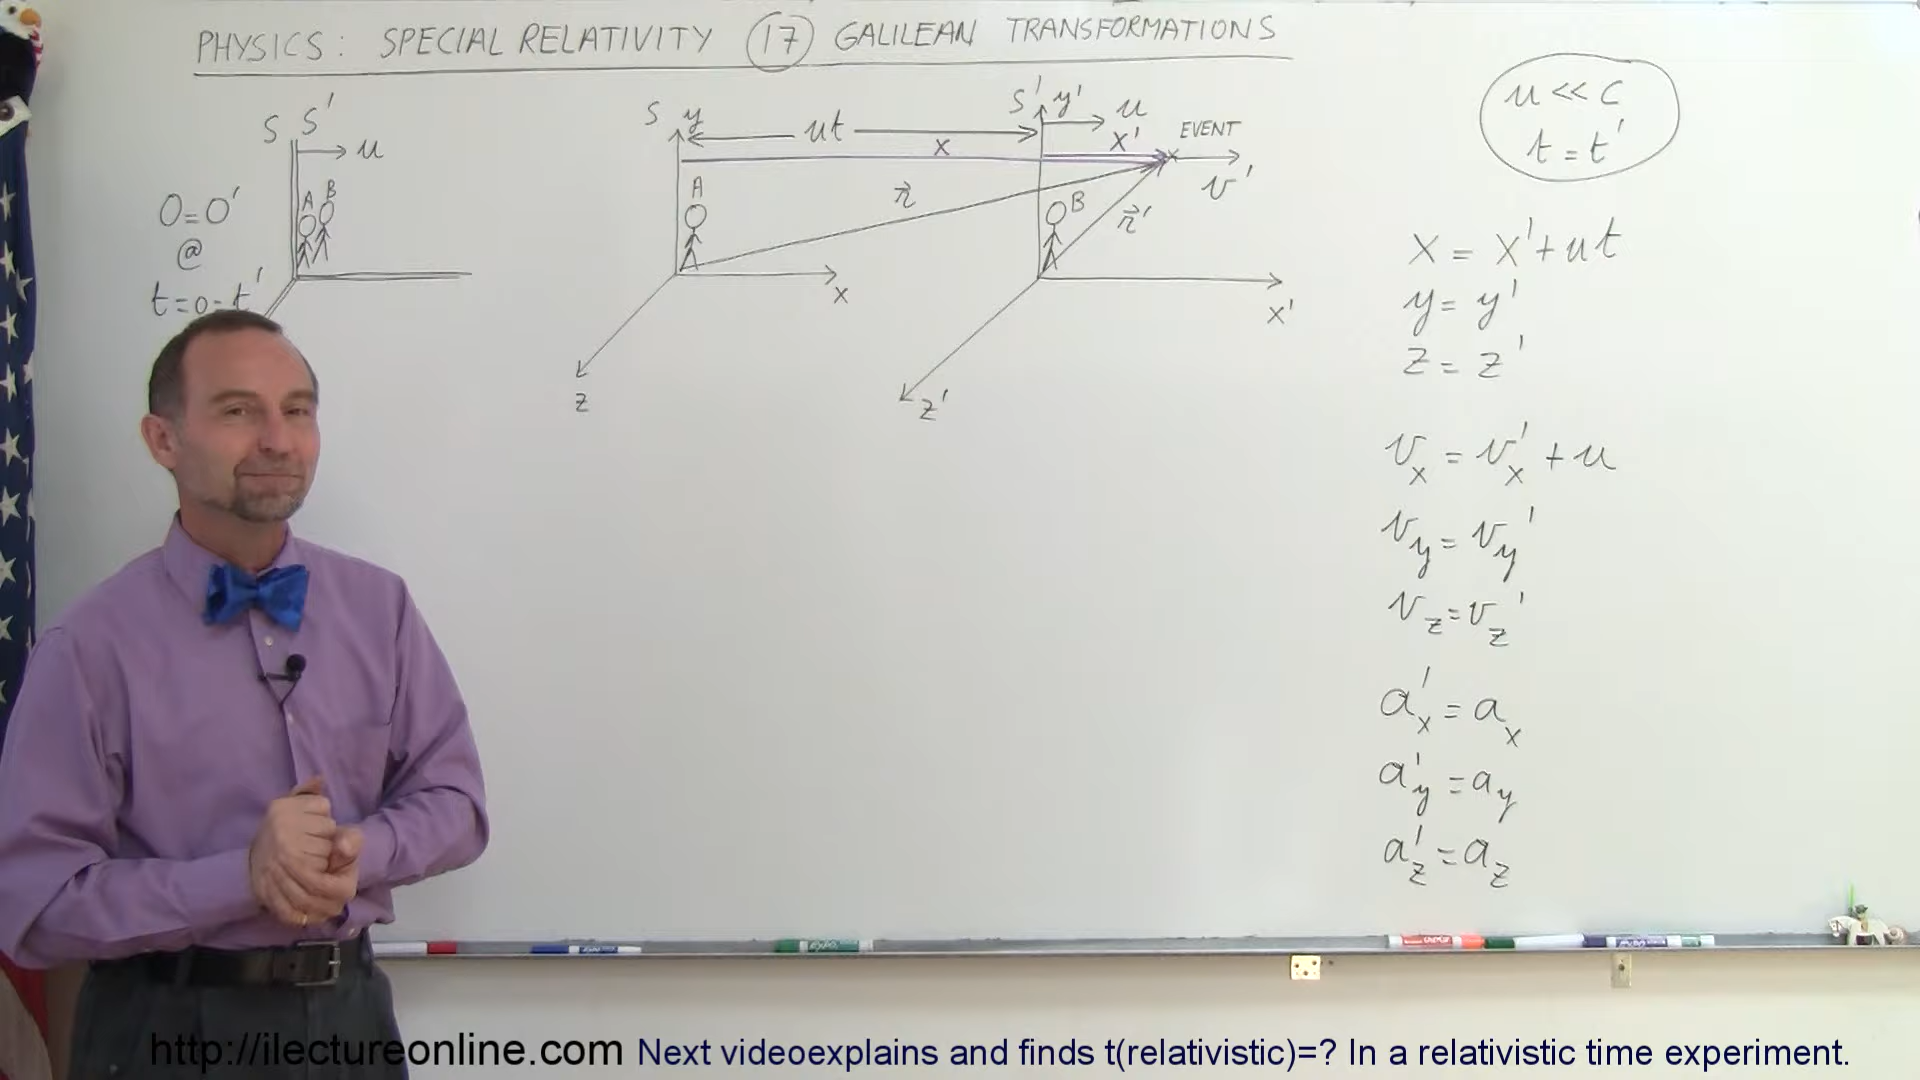 PHYSICS: SPECIAL RELATIVITY 17 GALILEAN TRANSFORMATIONS
S S'
u
A B
O=O'
@
t=0=t'
S y
ut
x
A
r
x
z
S' y' u
x'
EVENT
v'
B
r'
x'
z'
u << c
t = t'
x = x' + ut
y = y'
z = z'
vx = vx' + u
vy = vy'
vz = vz'
a'x = ax
a'y = ay
a'z = az
http://ilectureonline.com Next videoexplains and finds t(relativistic)=? In a relativistic time experiment.